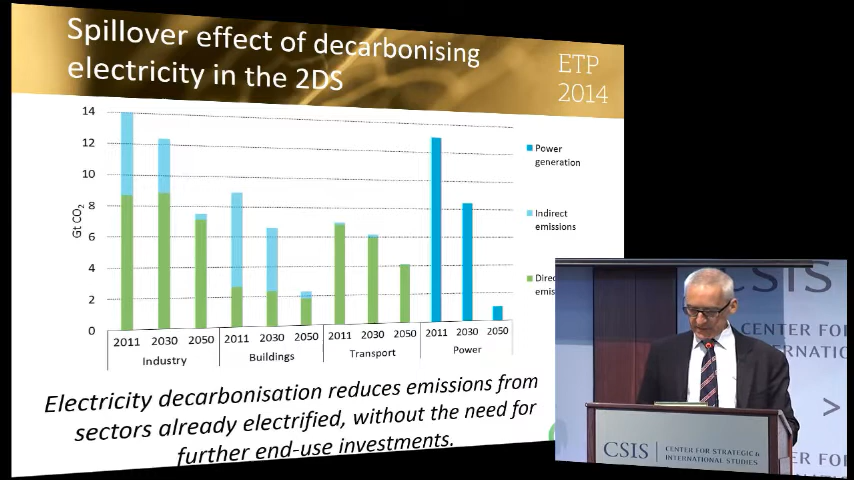 Spillover effect of decarbonising
electricity in the 2DS
ETP
2014
14
12
10
8
6
4
2
0
Gt CO2
2011 2030 2050 2011 2030 2050 2011 2030 2050 2011 2030 2050
Industry Buildings Transport Power
Power
generation
Indirect
emissions
Electricity decarbonisation reduces emissions from
sectors already electrified, without the need for
further end-use investments.
CSIS
CENTER FO
>
CSIS CENTER FOR STRATEGIC &
INTERNATIONAL STUDIES